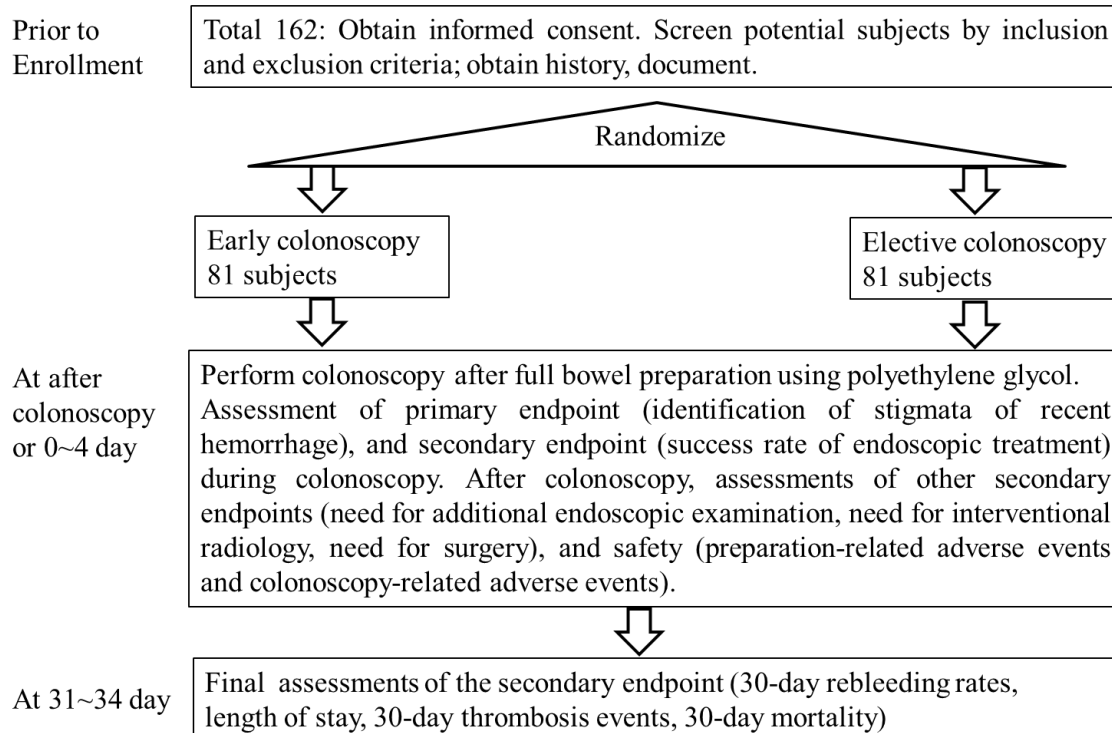 Prior to
Enrollment
Total 162: Obtain informed consent. Screen potential subjects by inclusion
and exclusion criteria; obtain history, document.
Randomize
Early colonoscopy
81 subjects
Elective colonoscopy
81 subjects
At after
colonoscopy
or 0~4 day
Perform colonoscopy after full bowel preparation using polyethylene glycol.
Assessment of primary endpoint (identification of stigmata of recent
hemorrhage), and secondary endpoint (success rate of endoscopic treatment)
during colonoscopy. After colonoscopy, assessments of other secondary
endpoints (need for additional endoscopic examination, need for interventional
radiology, need for surgery), and safety (preparation-related adverse events
and colonoscopy-related adverse events).
At 31~34 day
Final assessments of the secondary endpoint (30-day rebleeding rates,
length of stay, 30-day thrombosis events, 30-day mortality)